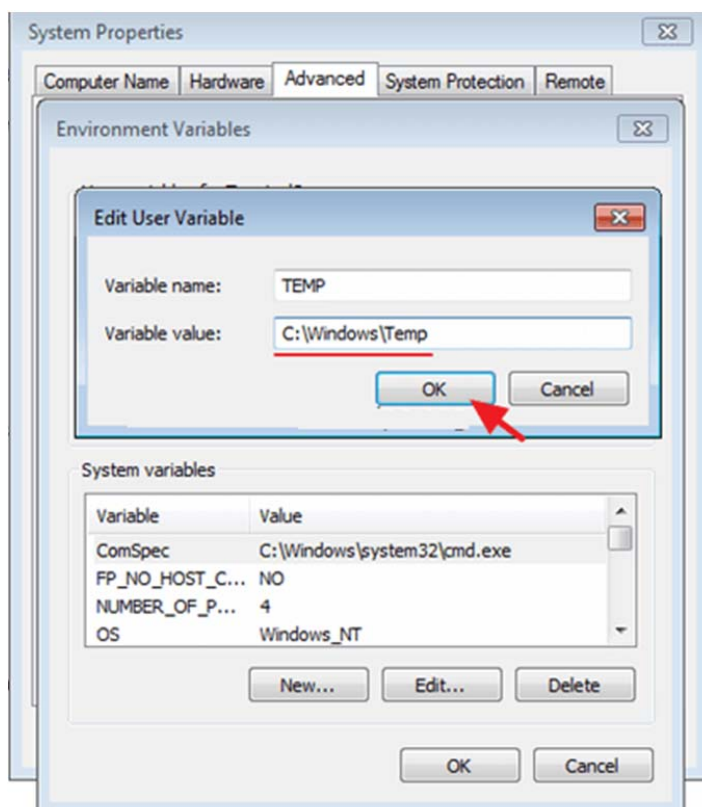 System Properties
Computer Name Hardware Advanced System Protection Remote
Environment Variables
Edit User Variable
Variable name: TEMP
Variable value: C:\Windows\Temp
OK Cancel
System variables
Variable Value
ComSpec C:\Windows\system32\cmd.exe
FP_NO_HOST_C... NO
NUMBER_OF_P... 4
OS Windows_NT
New... Edit... Delete
OK Cancel